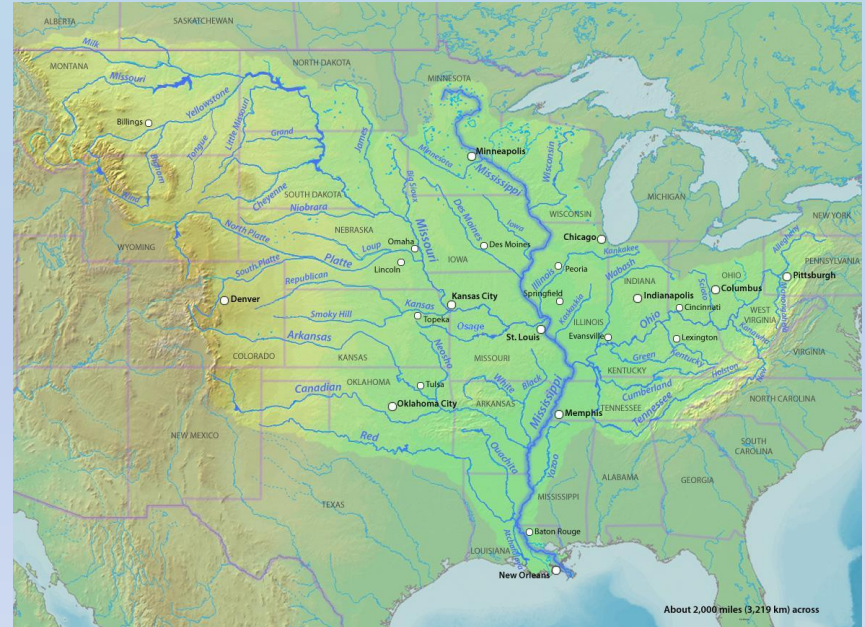 ALBERTA
SASKATCHEWAN
Milk
MONTANA
NORTH DAKOTA
MINNESOTA
Missouri
Yellowstone
Little Missouri
Billings
Tongue
Bighorn
Wind
Grand
James
Cheyenne
SOUTH DAKOTA
Niobrara
Minnesota
Big Sioux
Minneapolis
Mississippi
Wisconsin
WISCONSIN
MICHIGAN
NEW YORK
WYOMING
North Platte
NEBRASKA
Loup
Omaha
Missouri
Des Moines
Iowa
Des Moines
Chicago
Kankakee
Allegheny
PENNSYLVANIA
South Platte
Platte
Lincoln
IOWA
Illinois
Peoria
Wabash
INDIANA
OHIO
Pittsburgh
Republican
Denver
Kansas City
Springfield
Kaskaskia
Indianapolis
Scioto
Columbus
Monongahela
Smoky Hill
Kansas
Topeka
Osage
St. Louis
ILLINOIS
Ohio
Cincinnati
WEST
VIRGINIA
Kanawha
Arkansas
Evansville
Lexington
VIRGINIA
COLORADO
KANSAS
Neosho
MISSOURI
Green
Kentucky
KENTUCKY
Holston
New
Canadian
OKLAHOMA
Tulsa
White
Black
Cumberland
Oklahoma City
ARKANSAS
Mississippi
Memphis
TENNESSEE
Tennessee
NORTH CAROLINA
NEW MEXICO
Red
Ouachita
Yazoo
SOUTH
CAROLINA
ALABAMA
GEORGIA
TEXAS
MISSISSIPPI
Baton Rouge
LOUISIANA
Atchafalaya
New Orleans
About 2,000 miles (3,219 km) across